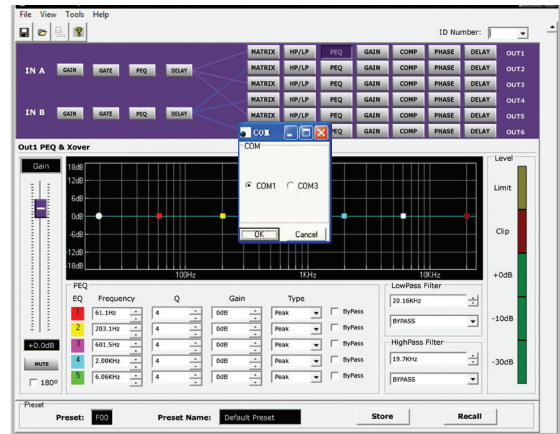 File View Tools Help
ID Number:
MATRIX HP/LP PEQ GAIN COMP PHASE DELAY OUT1
IN A GAIN GATE PEQ DELAY MATRIX HP/LP PEQ GAIN COMP PHASE DELAY OUT2
MATRIX HP/LP PEQ GAIN COMP PHASE DELAY OUT3
MATRIX HP/LP PEQ GAIN COMP PHASE DELAY OUT4
IN B GAIN GATE PEQ DELAY MATRIX PEQ GAIN COMP PHASE DELAY OUT5
MATRIX PEQ GAIN COMP PHASE DELAY OUT6
COM
COM
COM1 COM3
OK Cancel
Out1 PEQ & Xover
Gain
18dB
12dB
6dB
0dB
-6dB
-12dB
-18dB
100Hz 1KHz 10KHz
Level
Limit
Clip
+0dB
-10dB
-30dB
PEQ
EQ Frequency Q Gain Type
1 61.1Hz 4 0dB Peak ByPass
2 203.1Hz 4 0dB Peak ByPass
3 601.5Hz 4 0dB Peak ByPass
4 2.00KHz 4 0dB Peak ByPass
5 6.06KHz 4 0dB Peak ByPass
LowPass Filter
20.16KHz
BYPASS
HighPass Filter
19.7KHz
BYPASS
+0.0dB
MUTE
180º
Preset
Preset: F00 Preset Name: Default Preset Store Recall